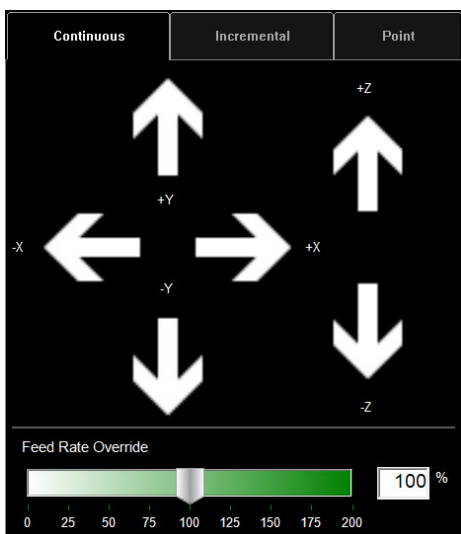 Continuous Incremental Point
+Z
+Y
-X +X
-Y
-Z
Feed Rate Override
100 %
0 25 50 75 100 125 150 175 200